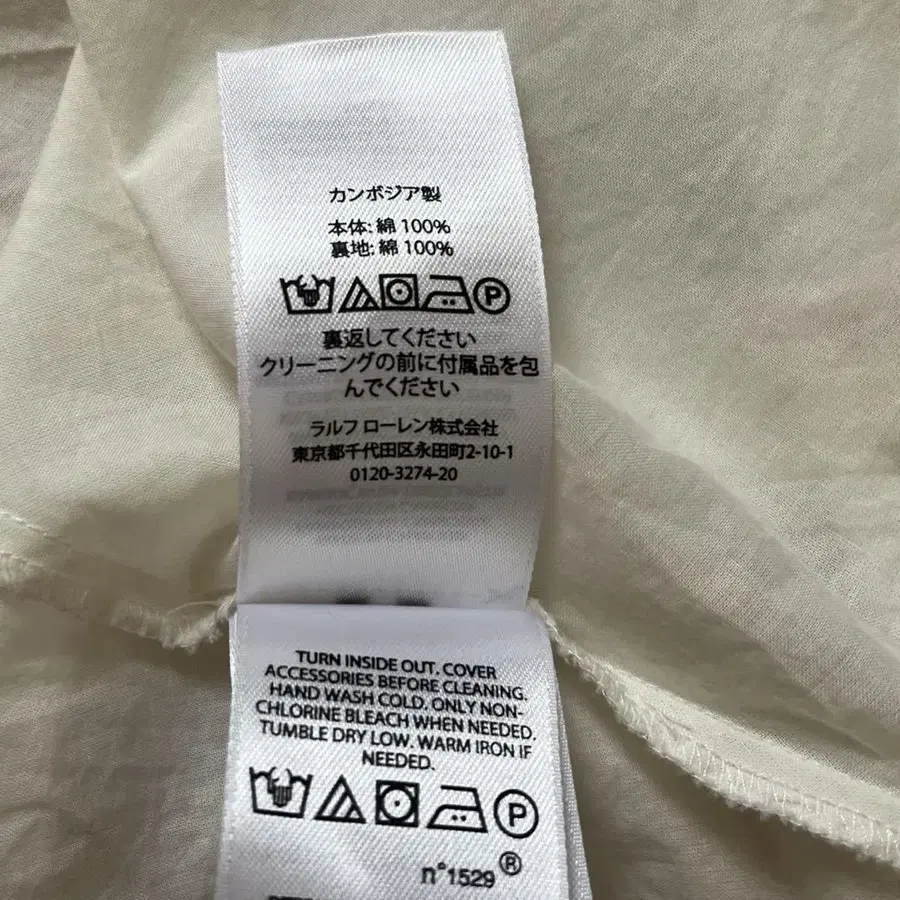 カンボジア製
本体: 綿 100%
裏地: 綿 100%
P
裏返してください
クリーニングの前に付属品を包
んでください
ラルフ ローレン株式会社
東京都千代田区永田町2-10-1
0120-3274-20
TURN INSIDE OUT. COVER
ACCESSORIES BEFORE CLEANING.
HAND WASH COLD. ONLY NON-
CHLORINE BLEACH WHEN NEEDED.
TUMBLE DRY LOW. WARM IRON IF
NEEDED.
P
n°1529®